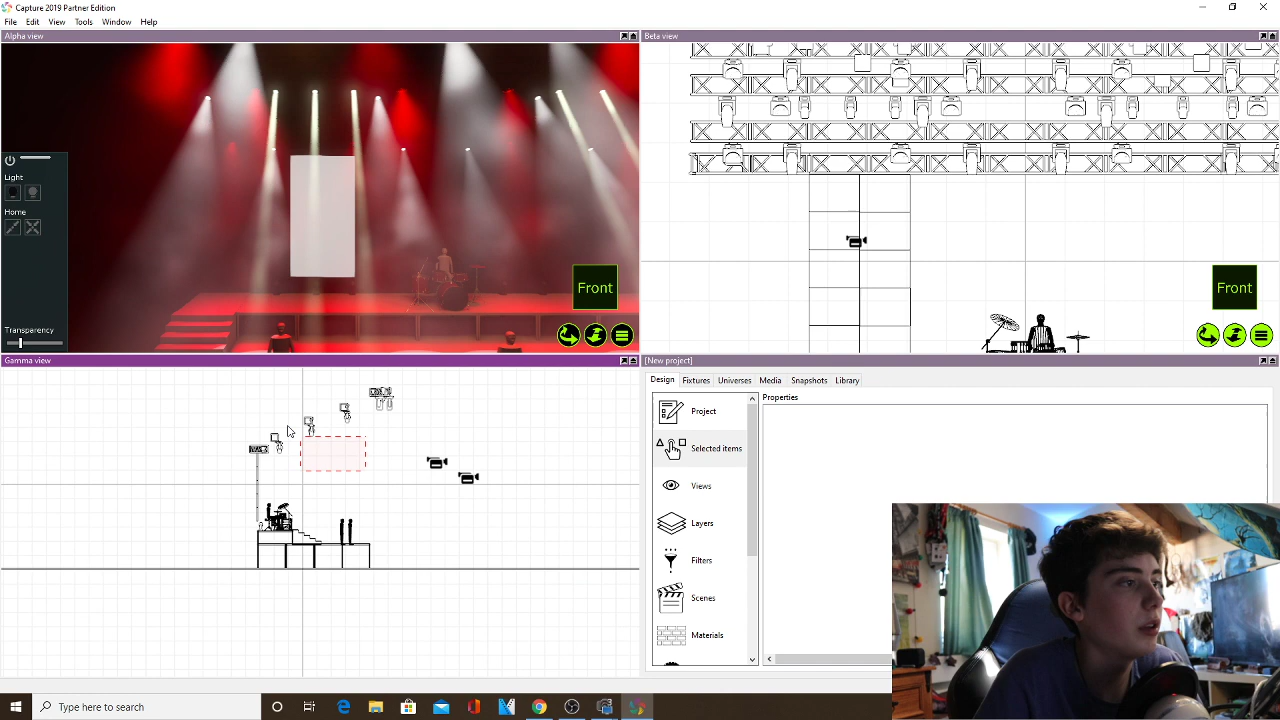 Capture 2019 Partner Edition
File Edit View Tools Window Help
Alpha view
Beta view
Light
Home
Transparency
Front
Front
Gamma view
[New project]
Design Fixtures Universes Media Snapshots Library
Properties
Project
Selected items
Views
Layers
Filters
Scenes
Materials
Type here to search